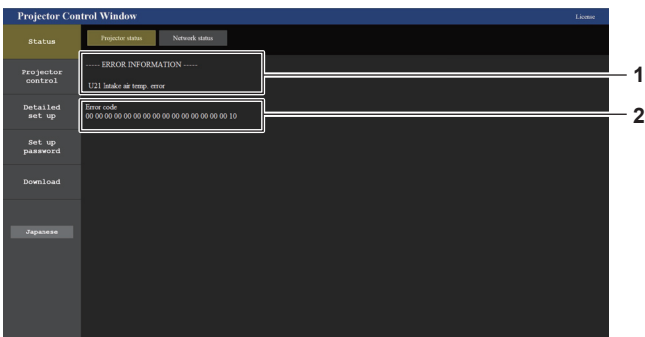 Projector Control Window
License
Status
Projector status
Network status
----- ERROR INFORMATION -----
U21 Intake air temp. error
1
Projector
control
Error code
00 00 00 00 00 00 00 00 00 00 00 00 00 00 00 10
2
Detailed
set up
Set up
password
Download
Japanese